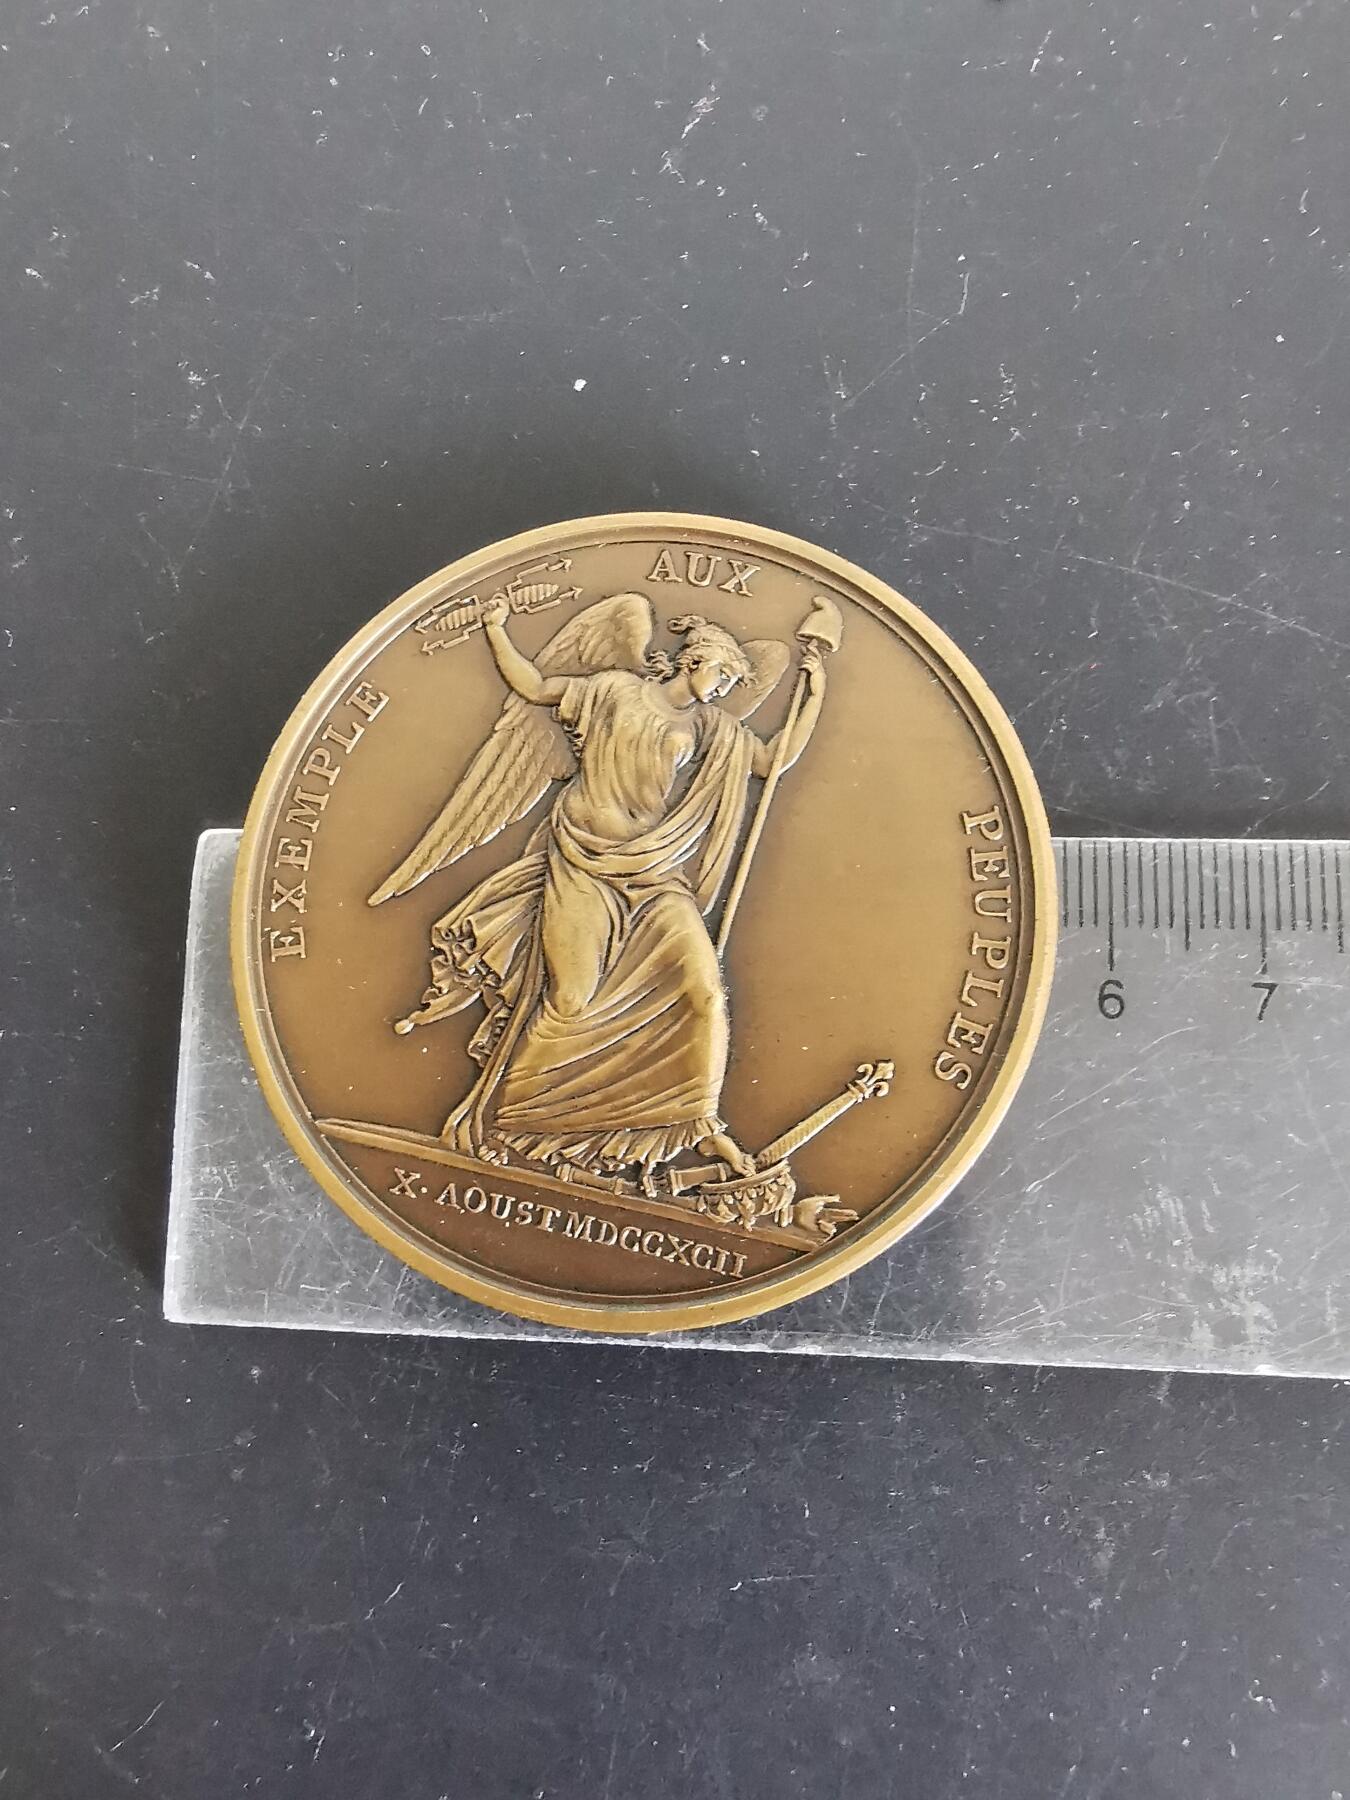 EXEMPLE AUX PEUPLES
X. AOUST MDCCXCII
6 7